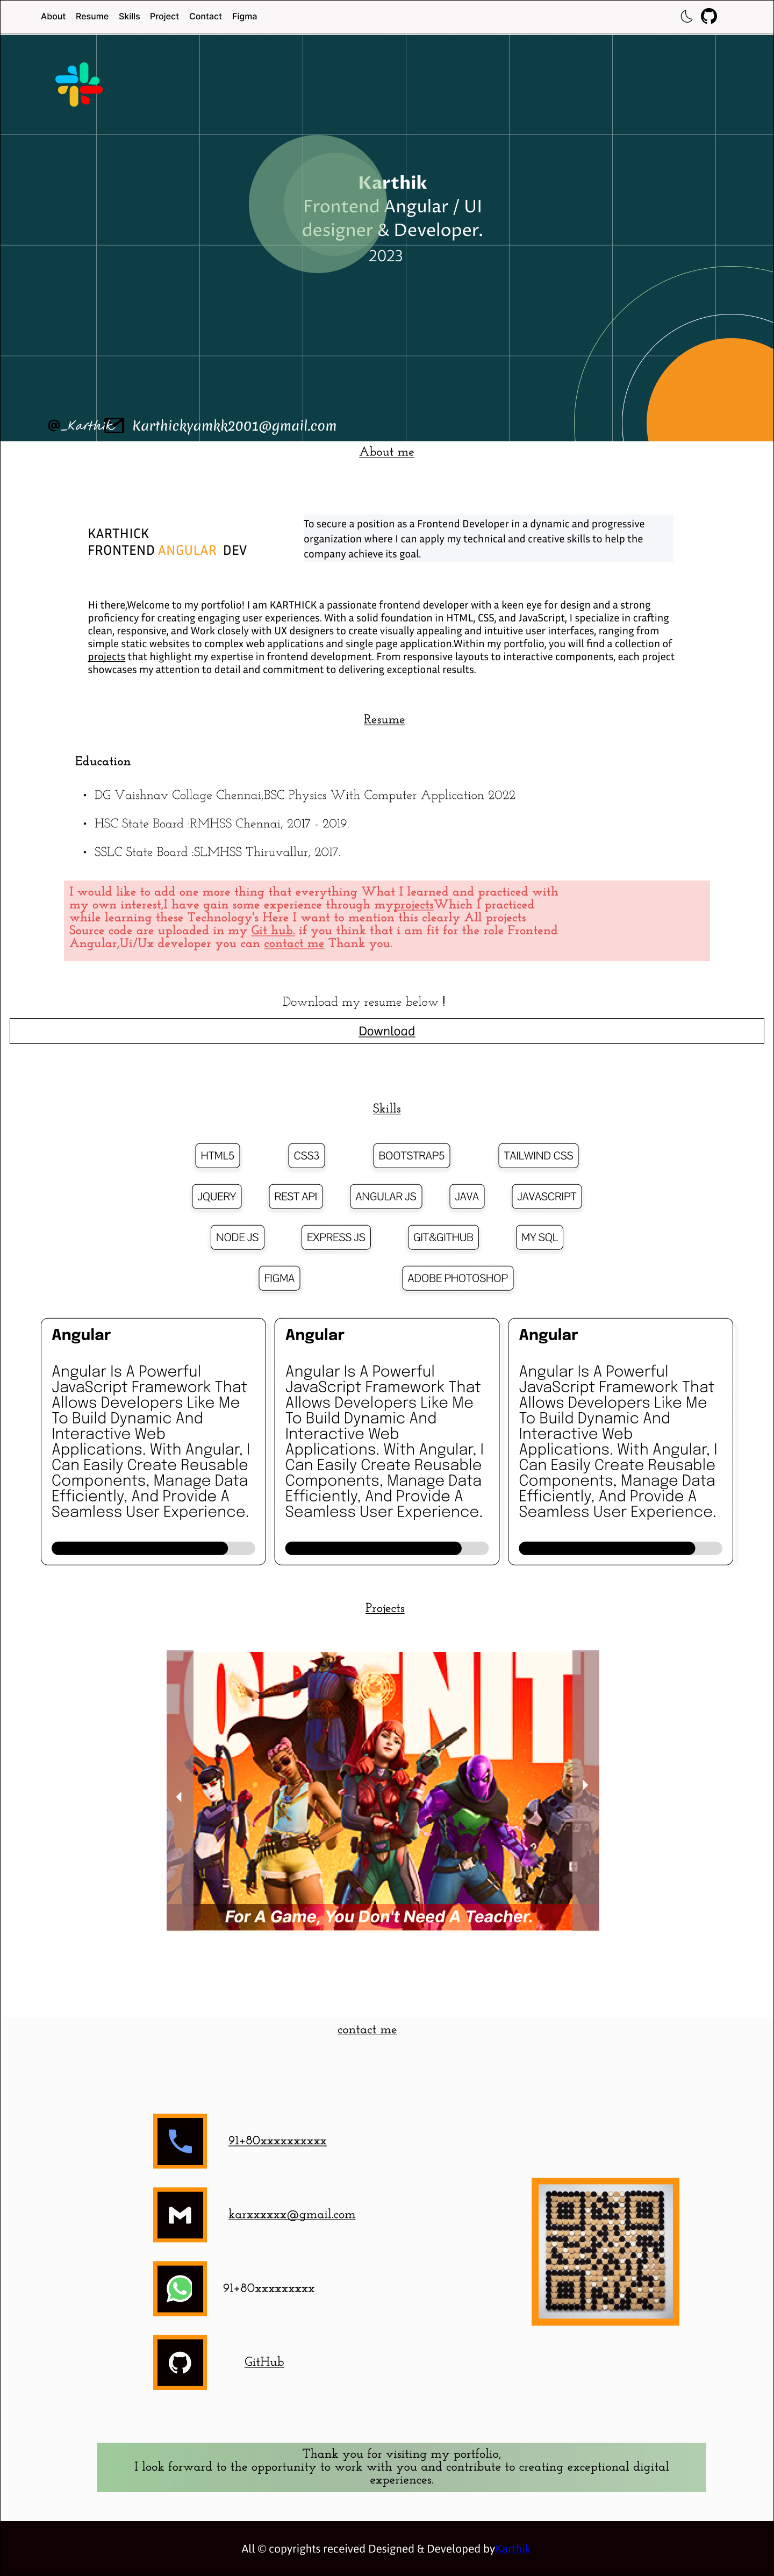 About Resume Skills Project Contact Figma
Karthik
Frontend Angular / UI
designer & Developer.
2023
@_Karthik Karthickyamkk2001@gmail.com
About me
KARTHICK
FRONTEND ANGULAR DEV
To secure a position as a Frontend Developer in a dynamic and progressive
organization where I can apply my technical and creative skills to help the
company achieve its goal.
Hi there,Welcome to my portfolio! I am KARTHICK a passionate frontend developer with a keen eye for design and a strong
proficiency for creating engaging user experiences. With a solid foundation in HTML, CSS, and JavaScript, I specialize in crafting
clean, responsive, and Work closely with UX designers to create visually appealing and intuitive user interfaces, ranging from
simple static websites to complex web applications and single page application.Within my portfolio, you will find a collection of
projects that highlight my expertise in frontend development. From responsive layouts to interactive components, each project
showcases my attention to detail and commitment to delivering exceptional results.
Resume
Education
• DG Vaishnav Collage Chennai,BSC Physics With Computer Application 2022
• HSC State Board :RMHSS Chennai, 2017 - 2019.
• SSLC State Board :SLMHSS Thiruvallur, 2017.
I would like to add one more thing that everything What I learned and practiced with
my own interest,I have gain some experience through myprojectsWhich I practiced
while learning these Technology's Here I want to mention this clearly All projects
Source code are uploaded in my Git hub. if you think that i am fit for the role Frontend
Angular,Ui/Ux developer you can contact me Thank you.
Download my resume below !
Download
Skills
HTML5 CSS3 BOOTSTRAP5 TAILWIND CSS
JQUERY REST API ANGULAR JS JAVA JAVASCRIPT
NODE JS EXPRESS JS GIT&GITHUB MY SQL
FIGMA ADOBE PHOTOSHOP
Angular
Angular Is A Powerful
JavaScript Framework That
Allows Developers Like Me
To Build Dynamic And
Interactive Web
Applications. With Angular, I
Can Easily Create Reusable
Components, Manage Data
Efficiently, And Provide A
Seamless User Experience.
Angular
Angular Is A Powerful
JavaScript Framework That
Allows Developers Like Me
To Build Dynamic And
Interactive Web
Applications. With Angular, I
Can Easily Create Reusable
Components, Manage Data
Efficiently, And Provide A
Seamless User Experience.
Angular
Angular Is A Powerful
JavaScript Framework That
Allows Developers Like Me
To Build Dynamic And
Interactive Web
Applications. With Angular, I
Can Easily Create Reusable
Components, Manage Data
Efficiently, And Provide A
Seamless User Experience.
Projects
For A Game, You Don't Need A Teacher.
contact me
91+80xxxxxxxxxx
karxxxxxx@gmail.com
91+80xxxxxxxxx
GitHub
Thank you for visiting my portfolio,
I look forward to the opportunity to work with you and contribute to creating exceptional digital
experiences.
All © copyrights received Designed & Developed byKarthik